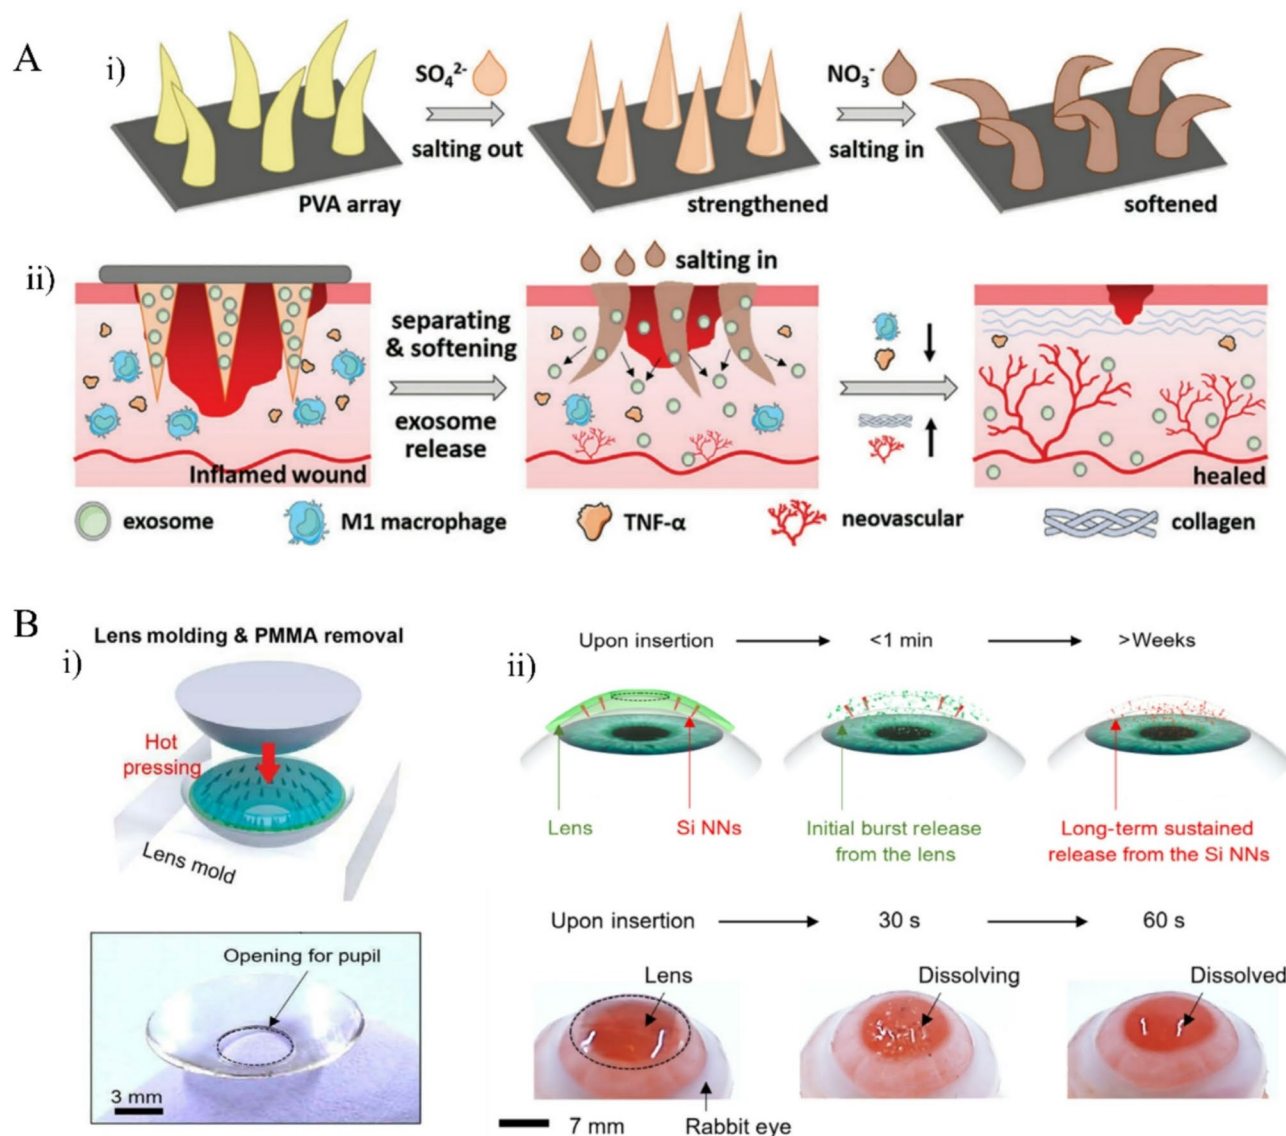 A
i)
SO₄²⁻
salting out
NO₃⁻
salting in
PVA array
strengthened
softened
ii)
separating
& softening
exosome
release
salting in
Inflamed wound
healed
exosome
M1 macrophage
TNF-α
neovascular
collagen
B
Lens molding & PMMA removal
i)
Hot
pressing
Lens mold
Opening for pupil
3 mm
ii)
Upon insertion
<1 min
>Weeks
Lens
Si NNs
Initial burst release
from the lens
Long-term sustained
release from the Si NNs
Upon insertion
30 s
60 s
Lens
Dissolving
Dissolved
7 mm
Rabbit eye